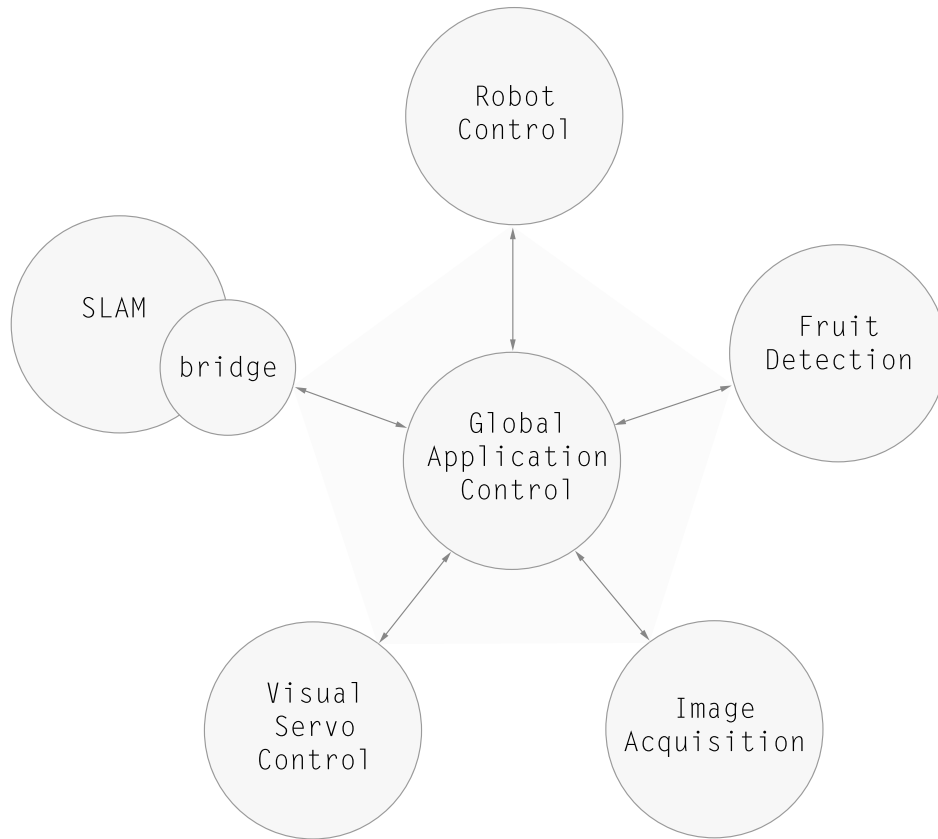 Robot
Control
SLAM
bridge
Fruit
Detection
Global
Application
Control
Visual
Servo
Control
Image
Acquisition